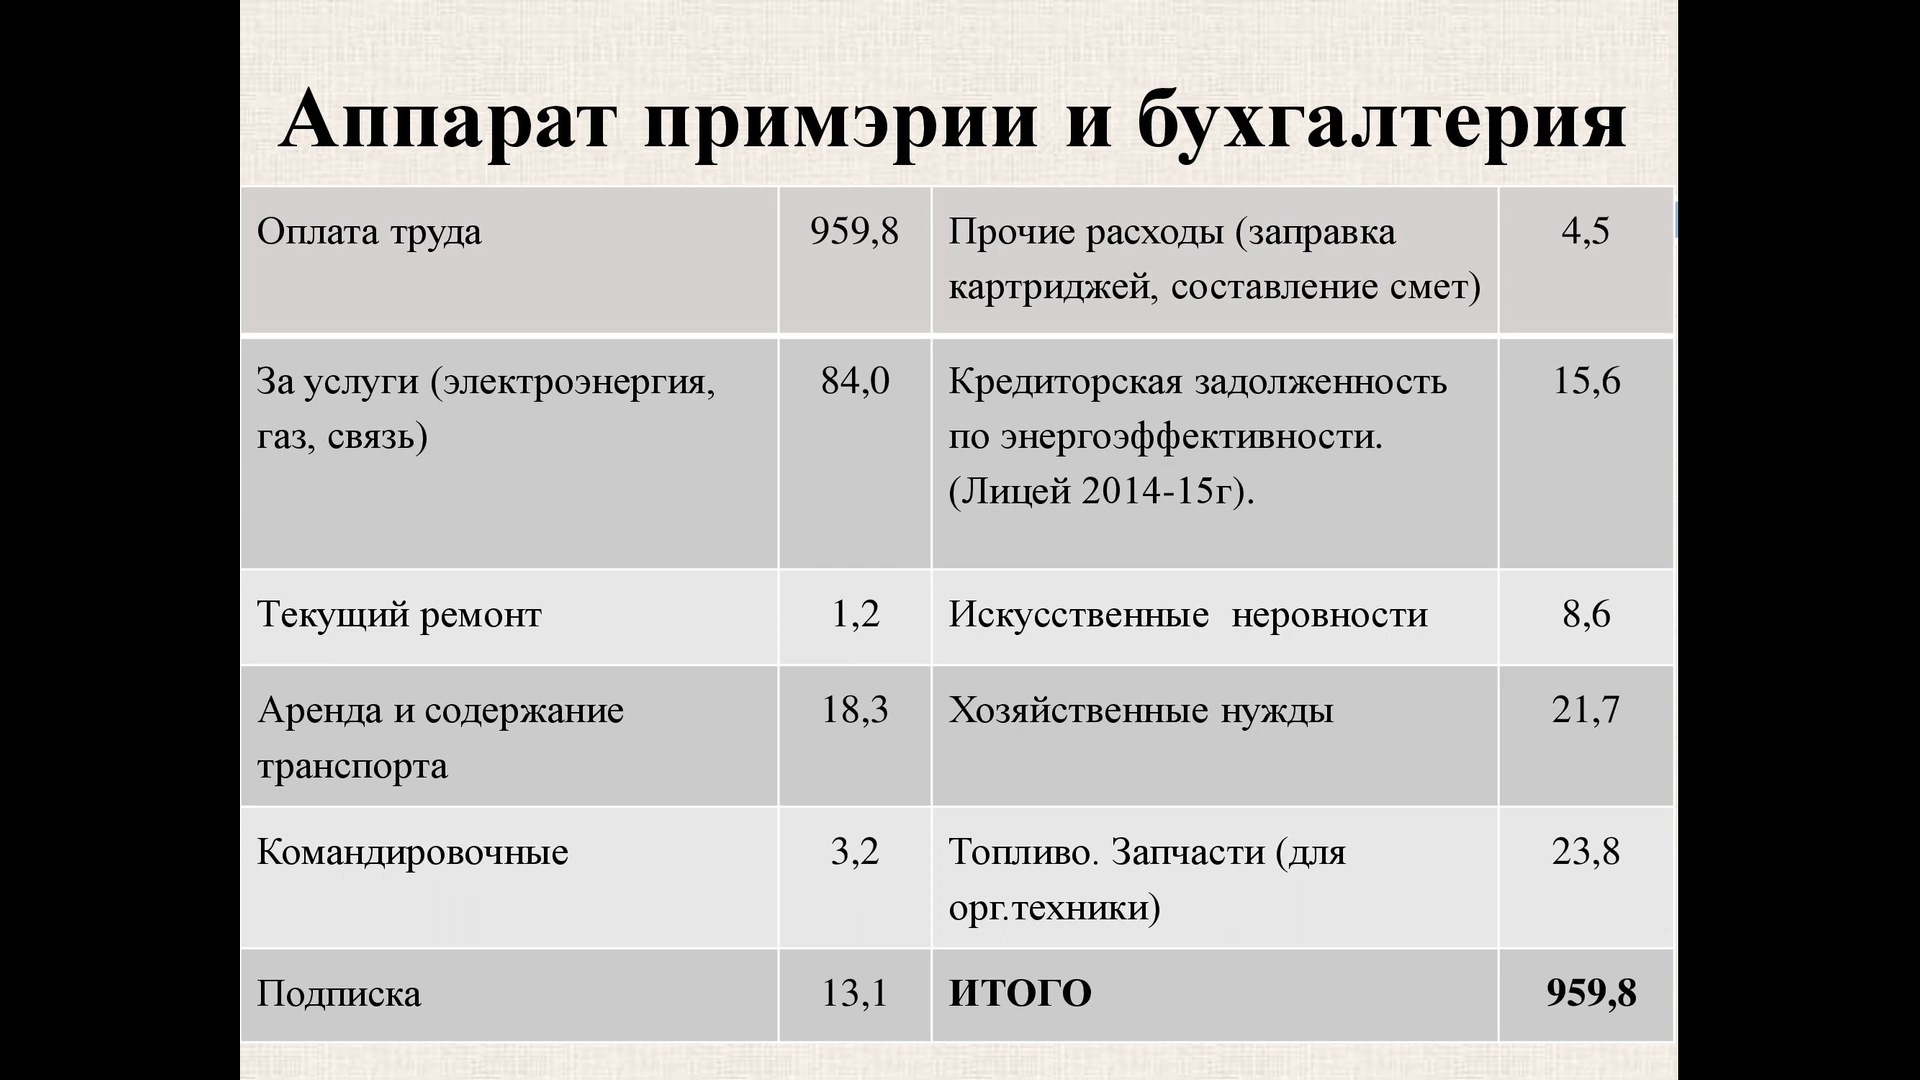 Аппарат примэрии и бухгалтерия
Оплата труда
959,8
Прочие расходы (заправка
картриджей, составление смет)
4,5
За услуги (электроэнергия,
газ, связь)
84,0
Кредиторская задолженность
по энергоэффективности.
(Лицей 2014-15г).
15,6
Текущий ремонт
1,2
Искусственные  неровности
8,6
Аренда и содержание
транспорта
18,3
Хозяйственные нужды
21,7
Командировочные
3,2
Топливо. Запчасти (для
орг.техники)
23,8
Подписка
13,1
ИТОГО
959,8